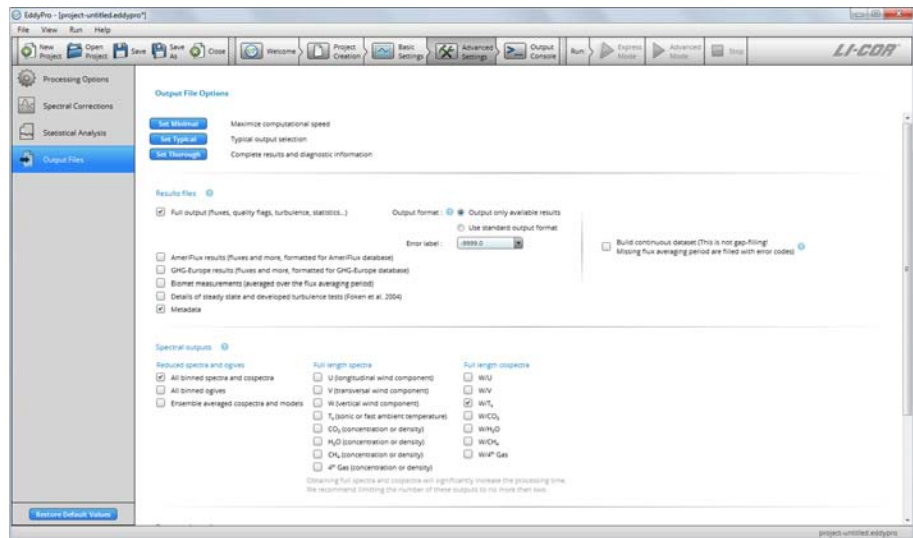 EddyPro - [project-untitled.eddypro*]
File View Run Help
New Project
Open Project
Save
Save As
Close
Welcome
Project Creation
Basic Settings
Advanced Settings
Output Console
Run:
Express Mode
Advanced Mode
Stop
LI-COR
Processing Options
Spectral Corrections
Statistical Analysis
Output Files
Output File Options
Set Minimal Maximize computational speed
Set Typical Typical output selection
Set Thorough Complete results and diagnostic information
Results files
Full output (fluxes, quality flags, turbulence, statistics...) Output format : Output only available results
Use standard output format
Error label : -9999.0
Build continuous dataset (This is not gap-filling!
Missing flux averaging period are filled with error codes)
AmeriFlux results (fluxes and more, formatted for AmeriFlux database)
GHG-Europe results (fluxes and more, formatted for GHG-Europe database)
Biomet measurements (averaged over the flux averaging period)
Details of steady state and developed turbulence tests (Foken et al. 2004)
Metadata
Spectral outputs
Reduced spectra and ogives Full length spectra Full length cospectra
All binned spectra and cospectra U (longitudinal wind component) W/U
All binned ogives V (transversal wind component) W/V
Ensemble averaged cospectra and models W (vertical wind component) W/Tₛ
Tₛ (sonic or fast ambient temperature) W/CO₂
CO₂ (concentration or density) W/H₂O
H₂O (concentration or density) W/CH₄
CH₄ (concentration or density) W/4ᵗʰ Gas
4ᵗʰ Gas (concentration or density)
Obtaining full spectra and cospectra will significantly increase the processing time.
We recommend limiting the number of these outputs to no more than two.
Restore Default Values
project-untitled.eddypro